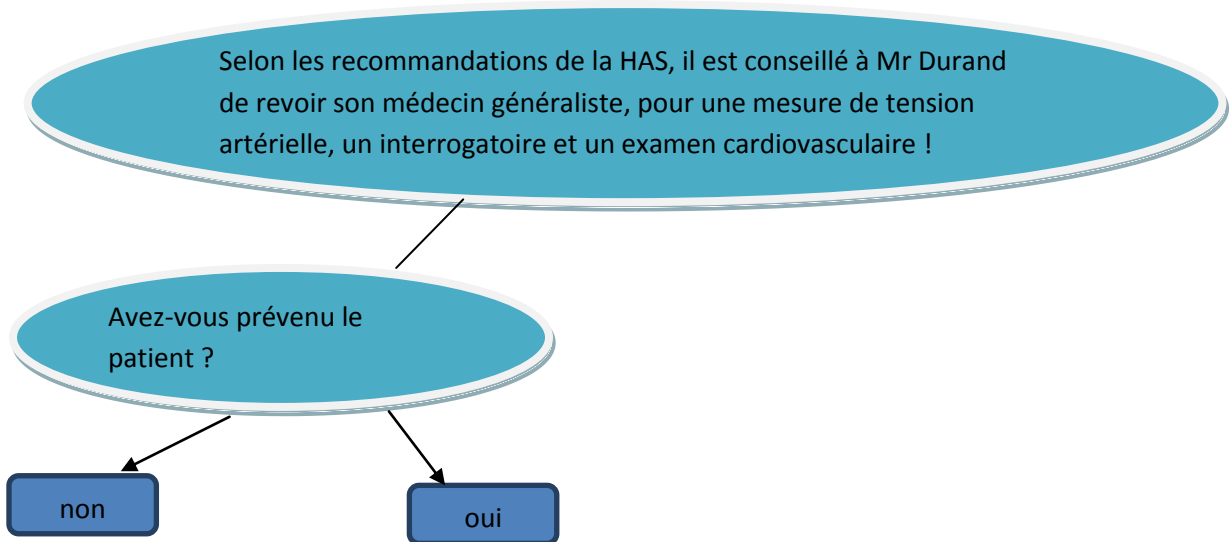 Selon les recommandations de la HAS, il est conseillé à Mr Durand
de revoir son médecin généraliste, pour une mesure de tension
artérielle, un interrogatoire et un examen cardiovasculaire !
Avez-vous prévenu le
patient ?
non
oui